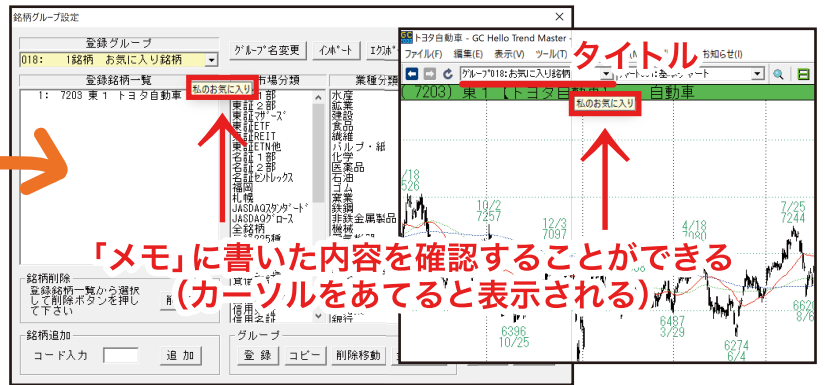 銘柄グループ設定
登録グループ
018: 1銘柄 お気に入り銘柄
グループ名変更
インポート
登録銘柄一覧
私のお気に入り
市場分類
業種分類
1: 7203 東1 トヨタ自動車
東証2部
東証マザーズ
東証ETF
東証REIT
東証ETN他
名証1部
名証2部
名証セントレックス
福岡
札幌
JASDAQスタンダード
JASDAQグロース
全銘柄
水産
鉱業
建設
食品
繊維
パルプ・紙
化学
医薬品
石油
ゴム
窯業
鉄鋼
非鉄金属製品
機械
銀行
銘柄削除
登録銘柄一覧から選択
して削除ボタンを押し
て下さい
銘柄追加
コード入力
追 加
グループ
登 録
コピー
削除移動
トヨタ自動車 - GC Hello Trend Master -
ファイル(F) 編集(E) 表示(V) ツール(T)
お知らせ(I)
タイトル
グループ018:お気に入り銘柄
(7203) 東1 【トヨタ自動車】 自動車
私のお気に入り
10/2
7257
12/3
7097
4/18
7/25
7244
6396
10/25
6487
3/29
6274
6/4
「メモ」に書いた内容を確認することができる
(カーソルをあてると表示される)